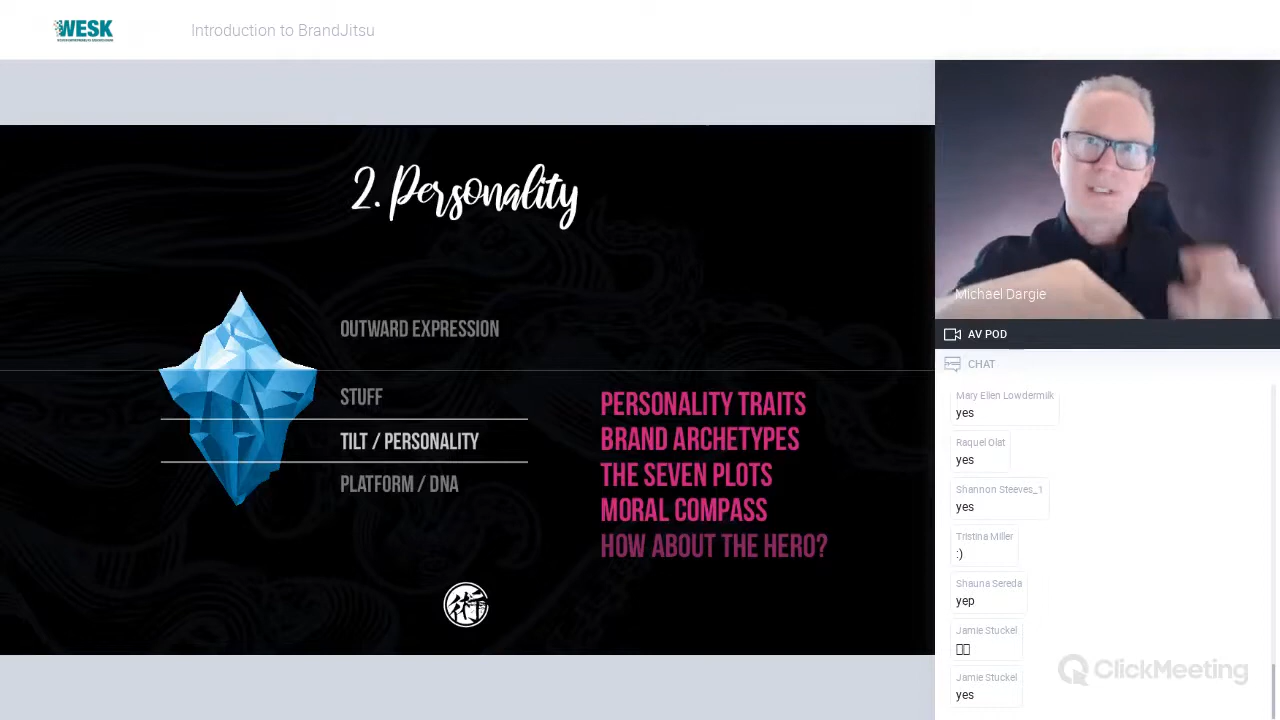 WESK
Introduction to BrandJitsu
2. Personality
OUTWARD EXPRESSION
STUFF
TILT / PERSONALITY
PLATFORM / DNA
PERSONALITY TRAITS
BRAND ARCHETYPES
THE SEVEN PLOTS
MORAL COMPASS
HOW ABOUT THE HERO?
術
Michael Dargie
AV POD
CHAT
Mary Ellen Lowdermilk
yes
Raquel Olat
yes
Shannon Steeves_1
yes
Tristina Miller
:)
Shauna Sereda
yep
Jamie Stuckel
Jamie Stuckel
yes
ClickMeeting